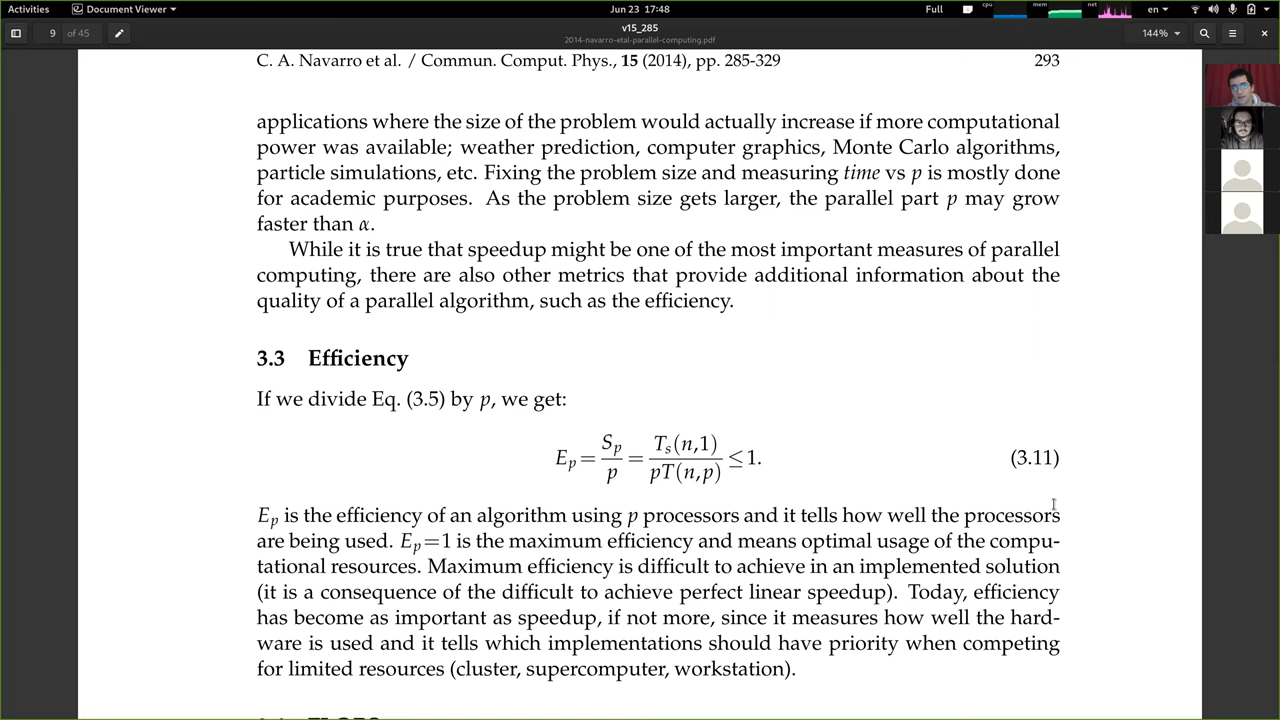 Activities Document Viewer Jun 23 17:48 Full cpu mem net en
9 of 45 v15_285 144%
2014-navarro-etal-parallel-computing.pdf
C. A. Navarro et al. / Commun. Comput. Phys., 15 (2014), pp. 285-329 293
applications where the size of the problem would actually increase if more computational
power was available; weather prediction, computer graphics, Monte Carlo algorithms,
particle simulations, etc. Fixing the problem size and measuring time vs p is mostly done
for academic purposes. As the problem size gets larger, the parallel part p may grow
faster than α.
While it is true that speedup might be one of the most important measures of parallel
computing, there are also other metrics that provide additional information about the
quality of a parallel algorithm, such as the efficiency.
3.3 Efficiency
If we divide Eq. (3.5) by p, we get:
E_p = S_p / p = T_s(n,1) / pT(n,p) ≤ 1. (3.11)
E_p is the efficiency of an algorithm using p processors and it tells how well the processors
are being used. E_p = 1 is the maximum efficiency and means optimal usage of the compu-
tational resources. Maximum efficiency is difficult to achieve in an implemented solution
(it is a consequence of the difficult to achieve perfect linear speedup). Today, efficiency
has become as important as speedup, if not more, since it measures how well the hard-
ware is used and it tells which implementations should have priority when competing
for limited resources (cluster, supercomputer, workstation).